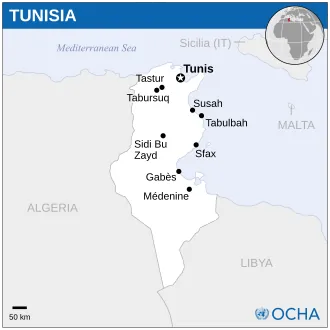 TUNISIA
Mediterranean Sea
Sicilia (IT)
Tunis
Tastur
Tabursuq
Susah
Tabulbah
MALTA
Sidi Bu
Zayd
Sfax
Gabès
Médenine
ALGERIA
LIBYA
50 km
OCHA